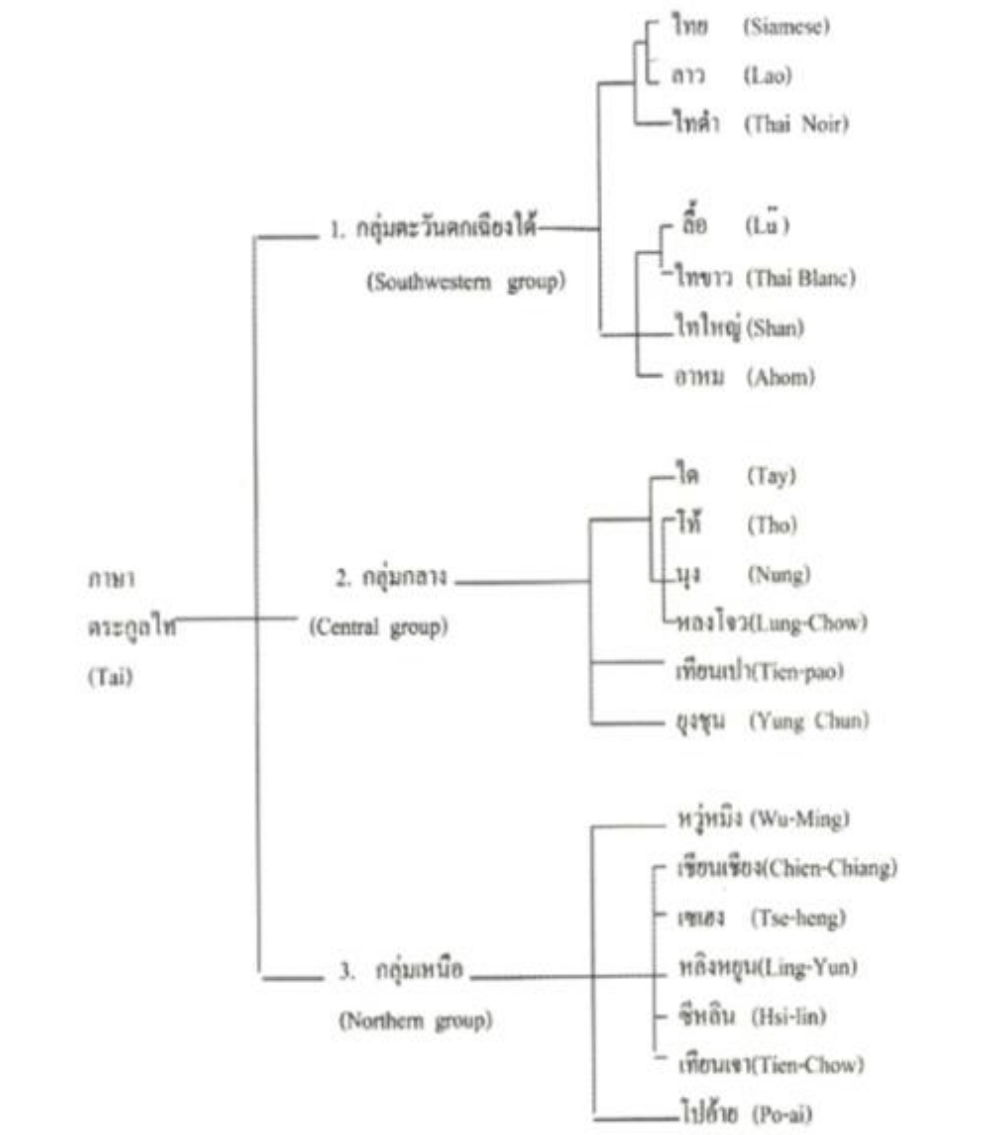 ไทย (Siamese)
ลาว (Lao)
ไทดำ (Thai Noir)
1. กลุ่มตะวันตกเฉียงใต้
(Southwestern group)
ลื้อ (Lü)
ไทขาว (Thai Blanc)
ไทใหญ่ (Shan)
อาหม (Ahom)
ภาษา
ตระกูลไท
(Tai)
2. กลุ่มกลาง
(Central group)
ใต (Tay)
โท้ (Tho)
นุง (Nung)
หลงโจว (Lung-Chow)
เทียนเปา (Tien-pao)
ยุงชุน (Yung Chun)
3. กลุ่มเหนือ
(Northern group)
หวู่หมิง (Wu-Ming)
เชียนเชียง (Chien-Chiang)
เซเฮง (Tse-heng)
หลิงหยูน (Ling-Yun)
ซีหลิน (Hsi-lin)
เทียนเจา (Tien-Chow)
โปอ้าย (Po-ai)